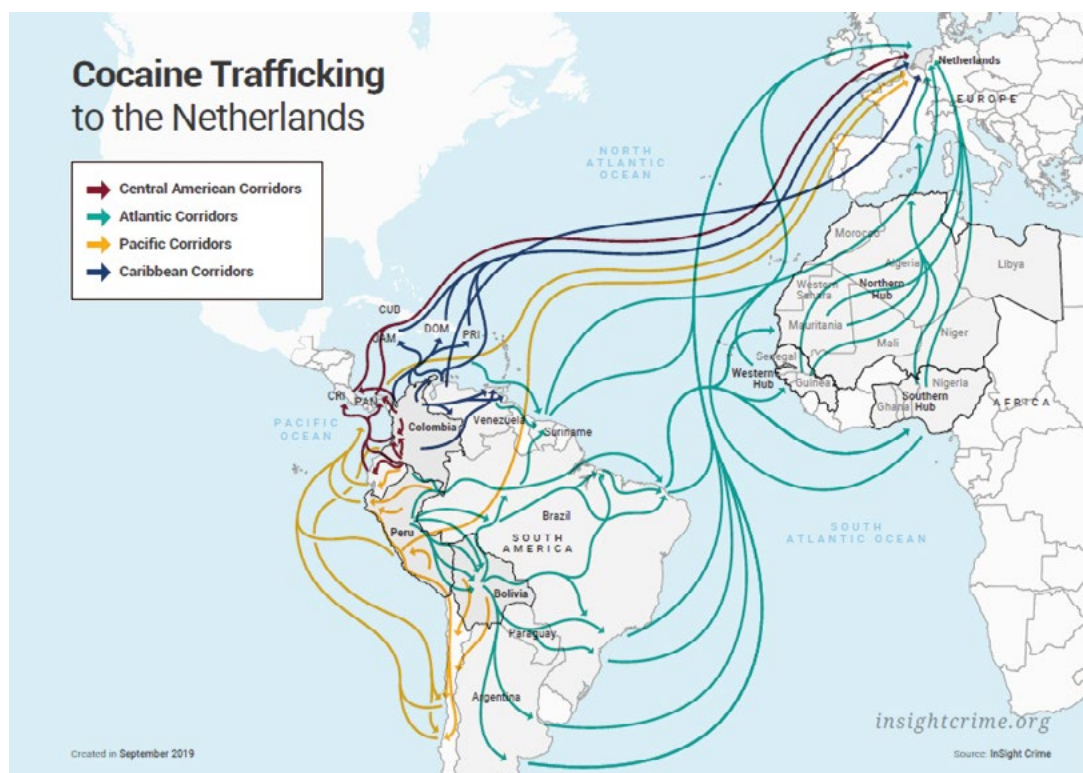 Cocaine Trafficking
to the Netherlands
Central American Corridors
Atlantic Corridors
Pacific Corridors
Caribbean Corridors
NORTH
ATLANTIC
OCEAN
Netherlands
EUROPE
Morocco
Algeria
Libya
Western
Sahara
Northern
Hub
Mauritania
Mali
Niger
Senegal
Western
Hub
Guinea
Ghana
Nigeria
Southern
Hub
AFRICA
CUB
JAM
DOM
PRI
CRI
PAN
PACIFIC
OCEAN
Colombia
Venezuela
Suriname
Peru
Brazil
SOUTH
AMERICA
Bolivia
Paraguay
Argentina
SOUTH
ATLANTIC OCEAN
insightcrime.org
Created in September 2019
Source: InSight Crime